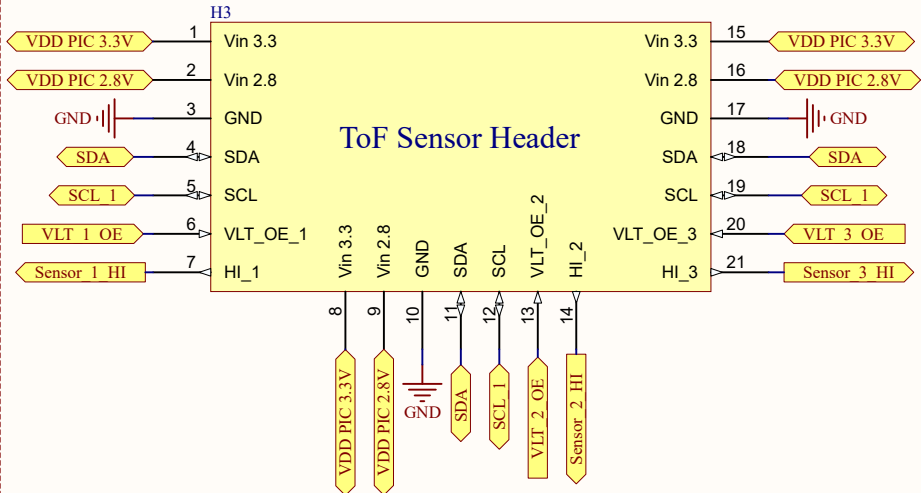 H3
VDD PIC 3.3V 1 Vin 3.3 Vin 3.3 15 VDD PIC 3.3V
VDD PIC 2.8V 2 Vin 2.8 Vin 2.8 16 VDD PIC 2.8V
GND 3 GND GND 17 GND
ToF Sensor Header
SDA 4 SDA SDA 18 SDA
SCL_1 5 SCL SCL 19 SCL_1
VLT_1_OE 6 VLT_OE_1 VLT_OE_3 20 VLT_3_OE
Sensor_1_HI 7 HI_1 HI_3 21 Sensor_3_HI
Vin 3.3 8 VDD PIC 3.3V
Vin 2.8 9 VDD PIC 2.8V
GND 10 GND
SDA 11 SDA
SCL 12 SCL_1
VLT_OE_2 13 VLT_2_OE
HI_2 14 Sensor_2_HI